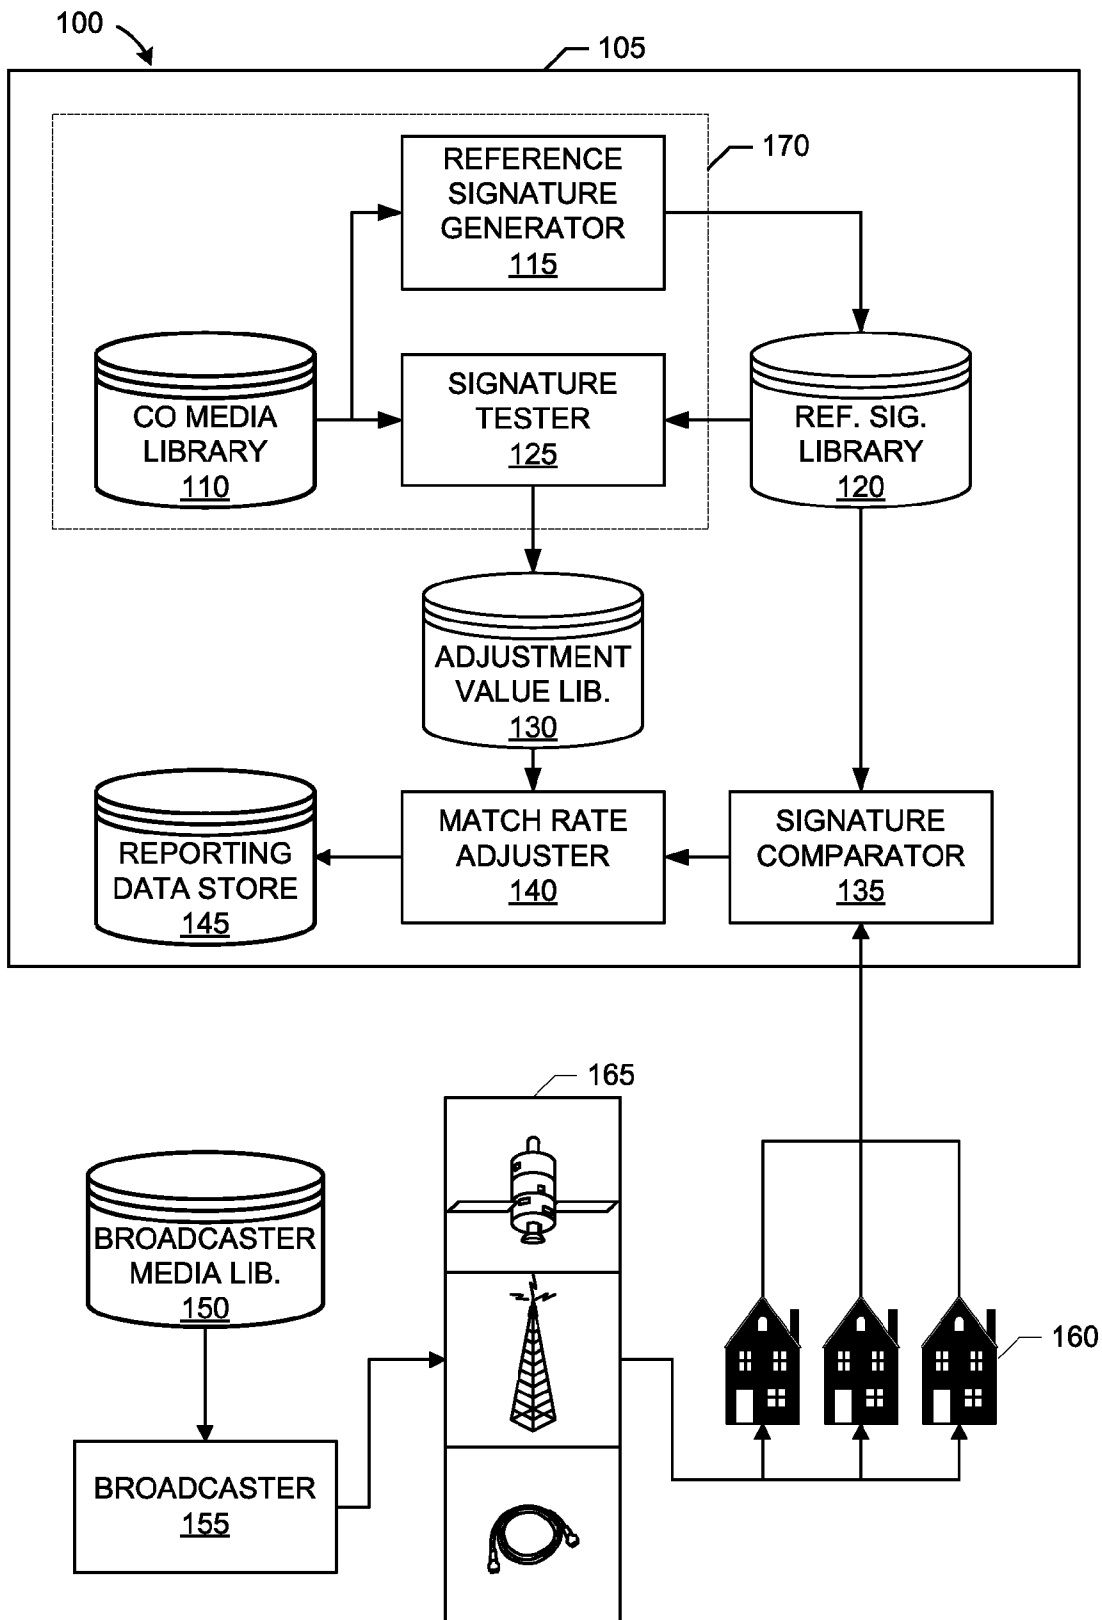 100
105
170
REFERENCE
SIGNATURE
GENERATOR
115
CO MEDIA
LIBRARY
110
SIGNATURE
TESTER
125
REF. SIG.
LIBRARY
120
ADJUSTMENT
VALUE LIB.
130
REPORTING
DATA STORE
145
MATCH RATE
ADJUSTER
140
SIGNATURE
COMPARATOR
135
165
BROADCASTER
MEDIA LIB.
150
160
BROADCASTER
155